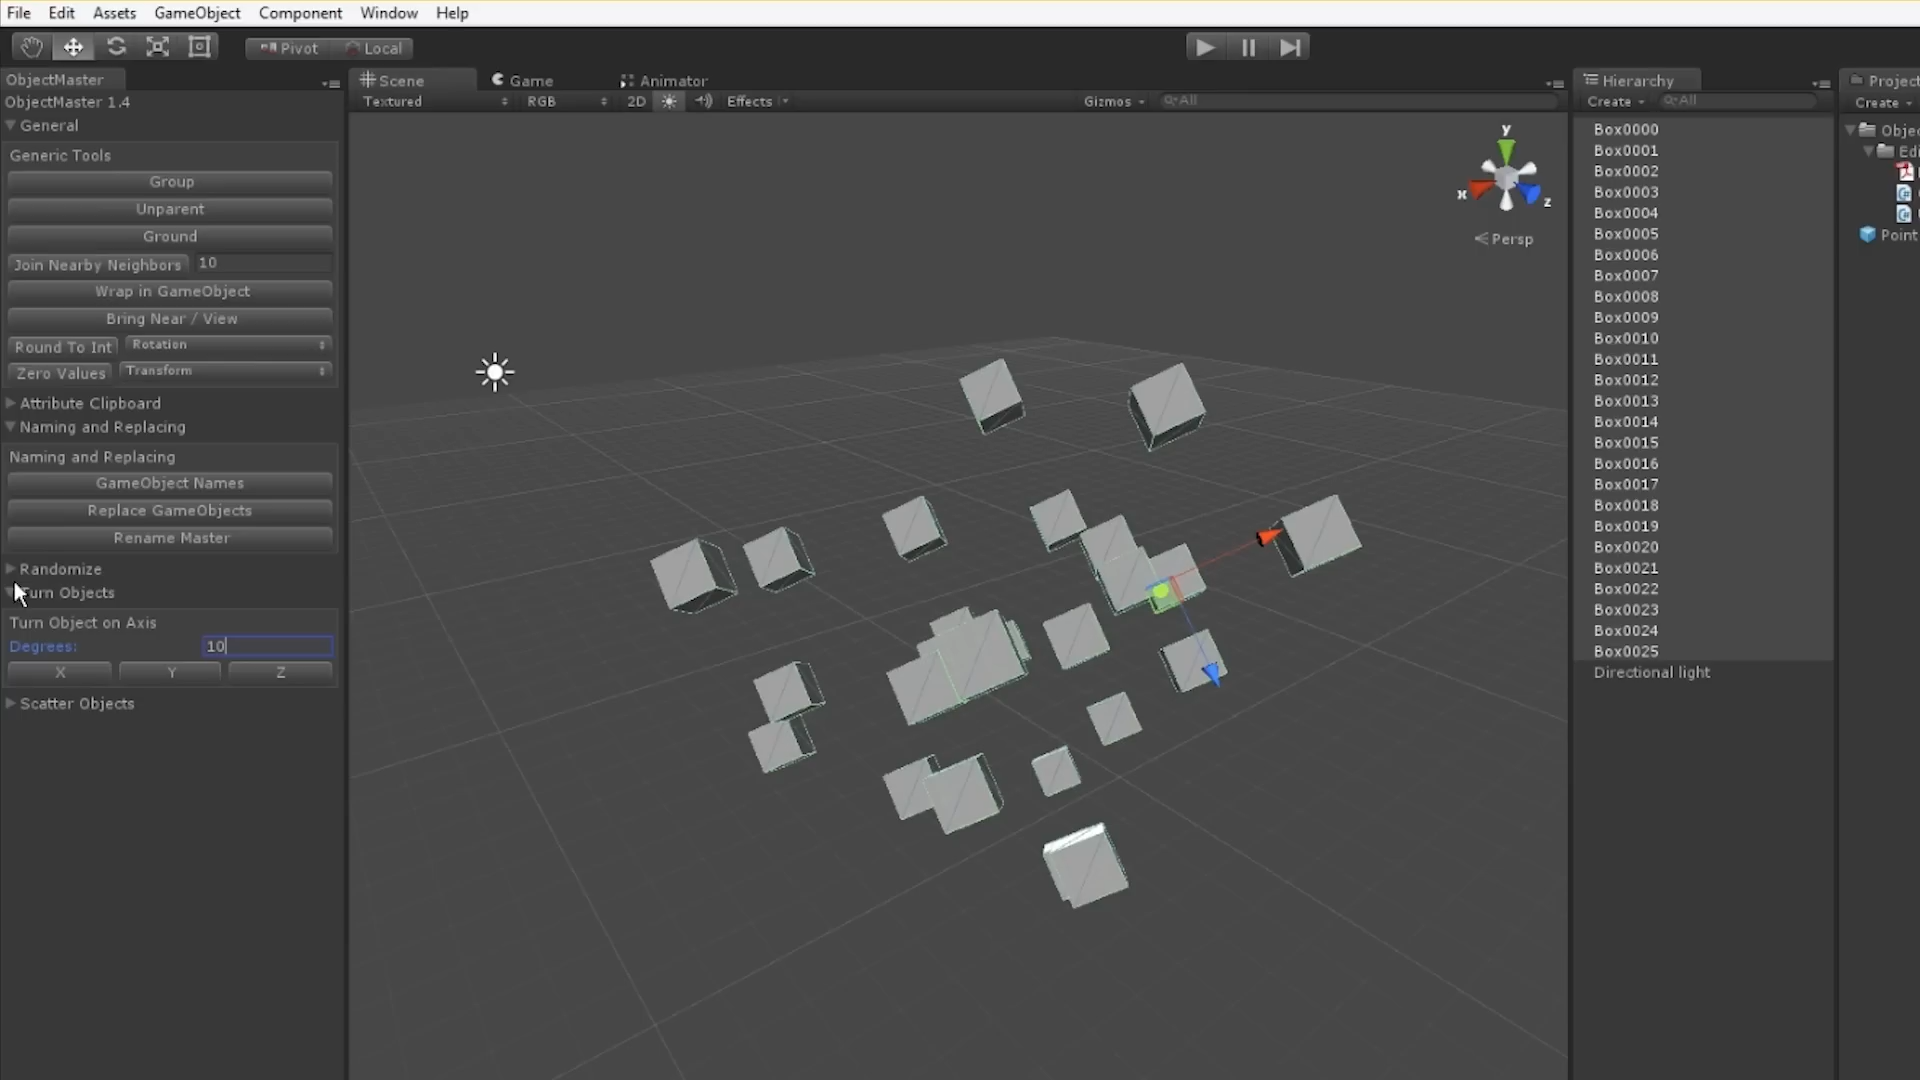 File Edit Assets GameObject Component Window Help
Pivot Local
ObjectMaster
ObjectMaster 1.4
General
Generic Tools
Group
Unparent
Ground
Join Nearby Neighbors 10
Wrap in GameObject
Bring Near / View
Round To Int Rotation
Zero Values Transform
Attribute Clipboard
Naming and Replacing
Naming and Replacing
GameObject Names
Replace GameObjects
Rename Master
Randomize
urn Objects
Turn Object on Axis
Degrees: 10
X Y Z
Scatter Objects
Scene Game Animator
Textured RGB 2D Effects Gizmos All
y
x
z
Persp
Hierarchy
Create All
Box0000
Box0001
Box0002
Box0003
Box0004
Box0005
Box0006
Box0007
Box0008
Box0009
Box0010
Box0011
Box0012
Box0013
Box0014
Box0015
Box0016
Box0017
Box0018
Box0019
Box0020
Box0021
Box0022
Box0023
Box0024
Box0025
Directional light
Project
Create
Objec
Edi
Point